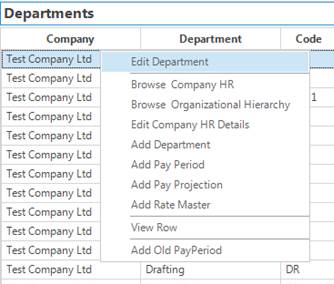 Departments
Company Department Code
Test Company Ltd
Edit Department
Test Company Ltd
Browse Company HR
Test Company Ltd
Browse Organizational Hierarchy 1
Test Company Ltd
Edit Company HR Details
Test Company Ltd
Add Department
Test Company Ltd
Add Pay Period
Test Company Ltd
Add Pay Projection
Test Company Ltd
Add Rate Master
Test Company Ltd
View Row
Test Company Ltd
Add Old PayPeriod
Test Company Ltd
Test Company Ltd Drafting DR